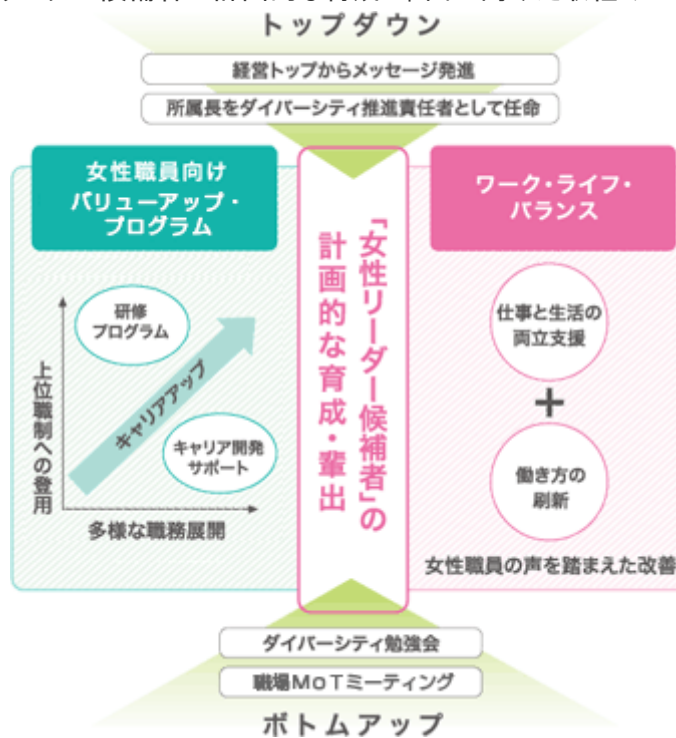 トップダウン
経営トップからメッセージ発進
所属長をダイバーシティ推進責任者として任命
女性職員向け
バリューアップ・
プログラム
研修
プログラム
キャリアアップ
キャリア開発
サポート
上位職制への登用
多様な職務展開
「女性リーダー候補者」の
計画的な育成・輩出
ワーク・ライフ・
バランス
仕事と生活の
両立支援
+
働き方の
刷新
女性職員の声を踏まえた改善
ダイバーシティ勉強会
職場MoTミーティング
ボトムアップ